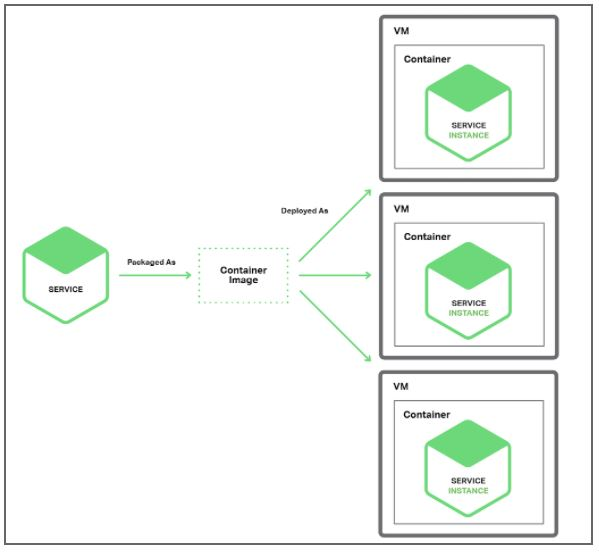 SERVICE
Packaged As
Container
Image
Deployed As
VM
Container
SERVICE
INSTANCE
VM
Container
SERVICE
INSTANCE
VM
Container
SERVICE
INSTANCE